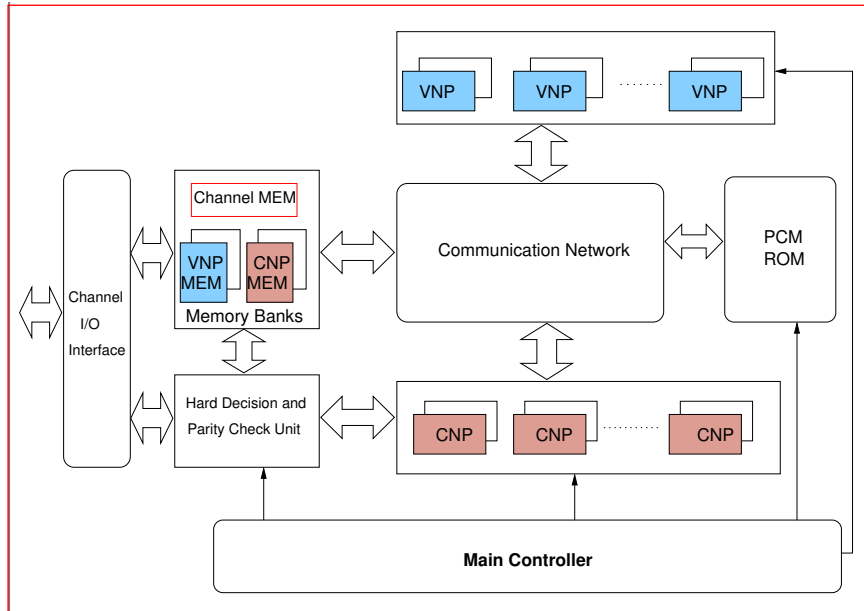 VNP
VNP
VNP
Channel MEM
VNP
MEM
CNP
MEM
Memory Banks
Communication Network
PCM
ROM
Channel
I/O
Interface
Hard Decision and
Parity Check Unit
CNP
CNP
CNP
Main Controller